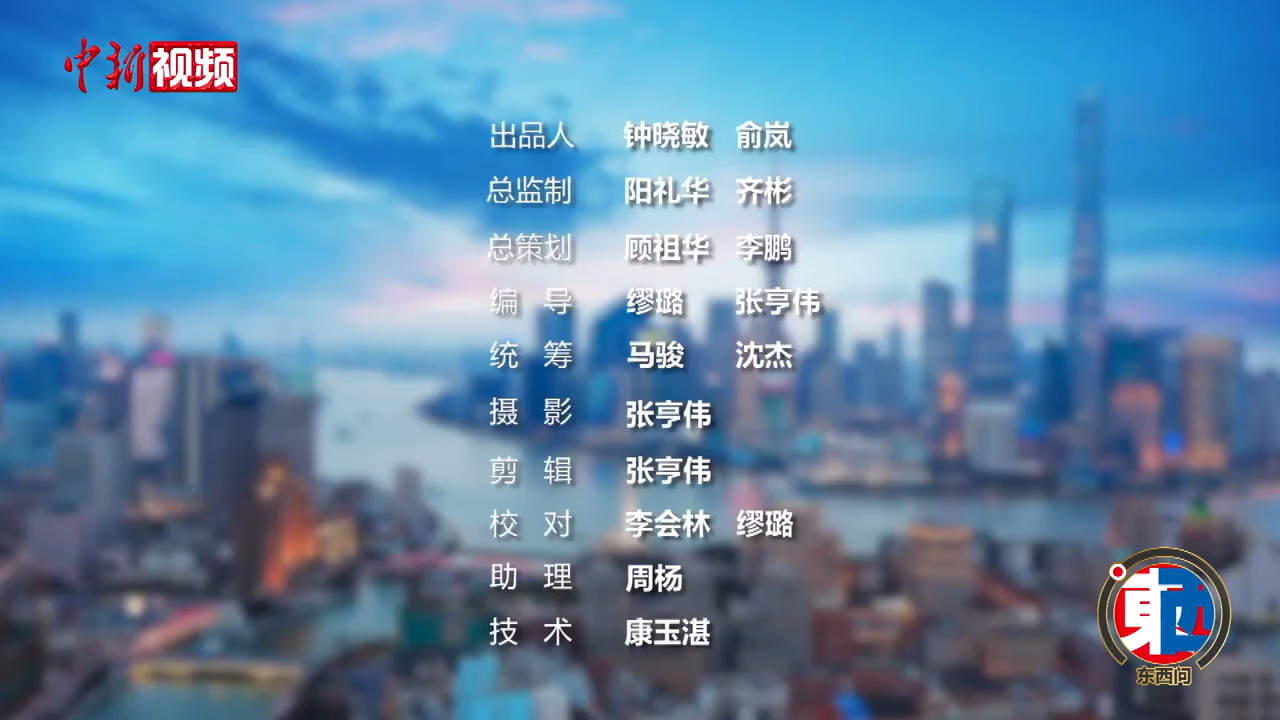 中新视频
出品人 钟晓敏 俞岚
总监制 阳礼华 齐彬
总策划 顾祖华 李鹏
编 导 缪璐 张亨伟
统 筹 马骏 沈杰
摄 影 张亨伟
剪 辑 张亨伟
校 对 李会林 缪璐
助 理 周杨
技 术 康玉湛
東西
东西问